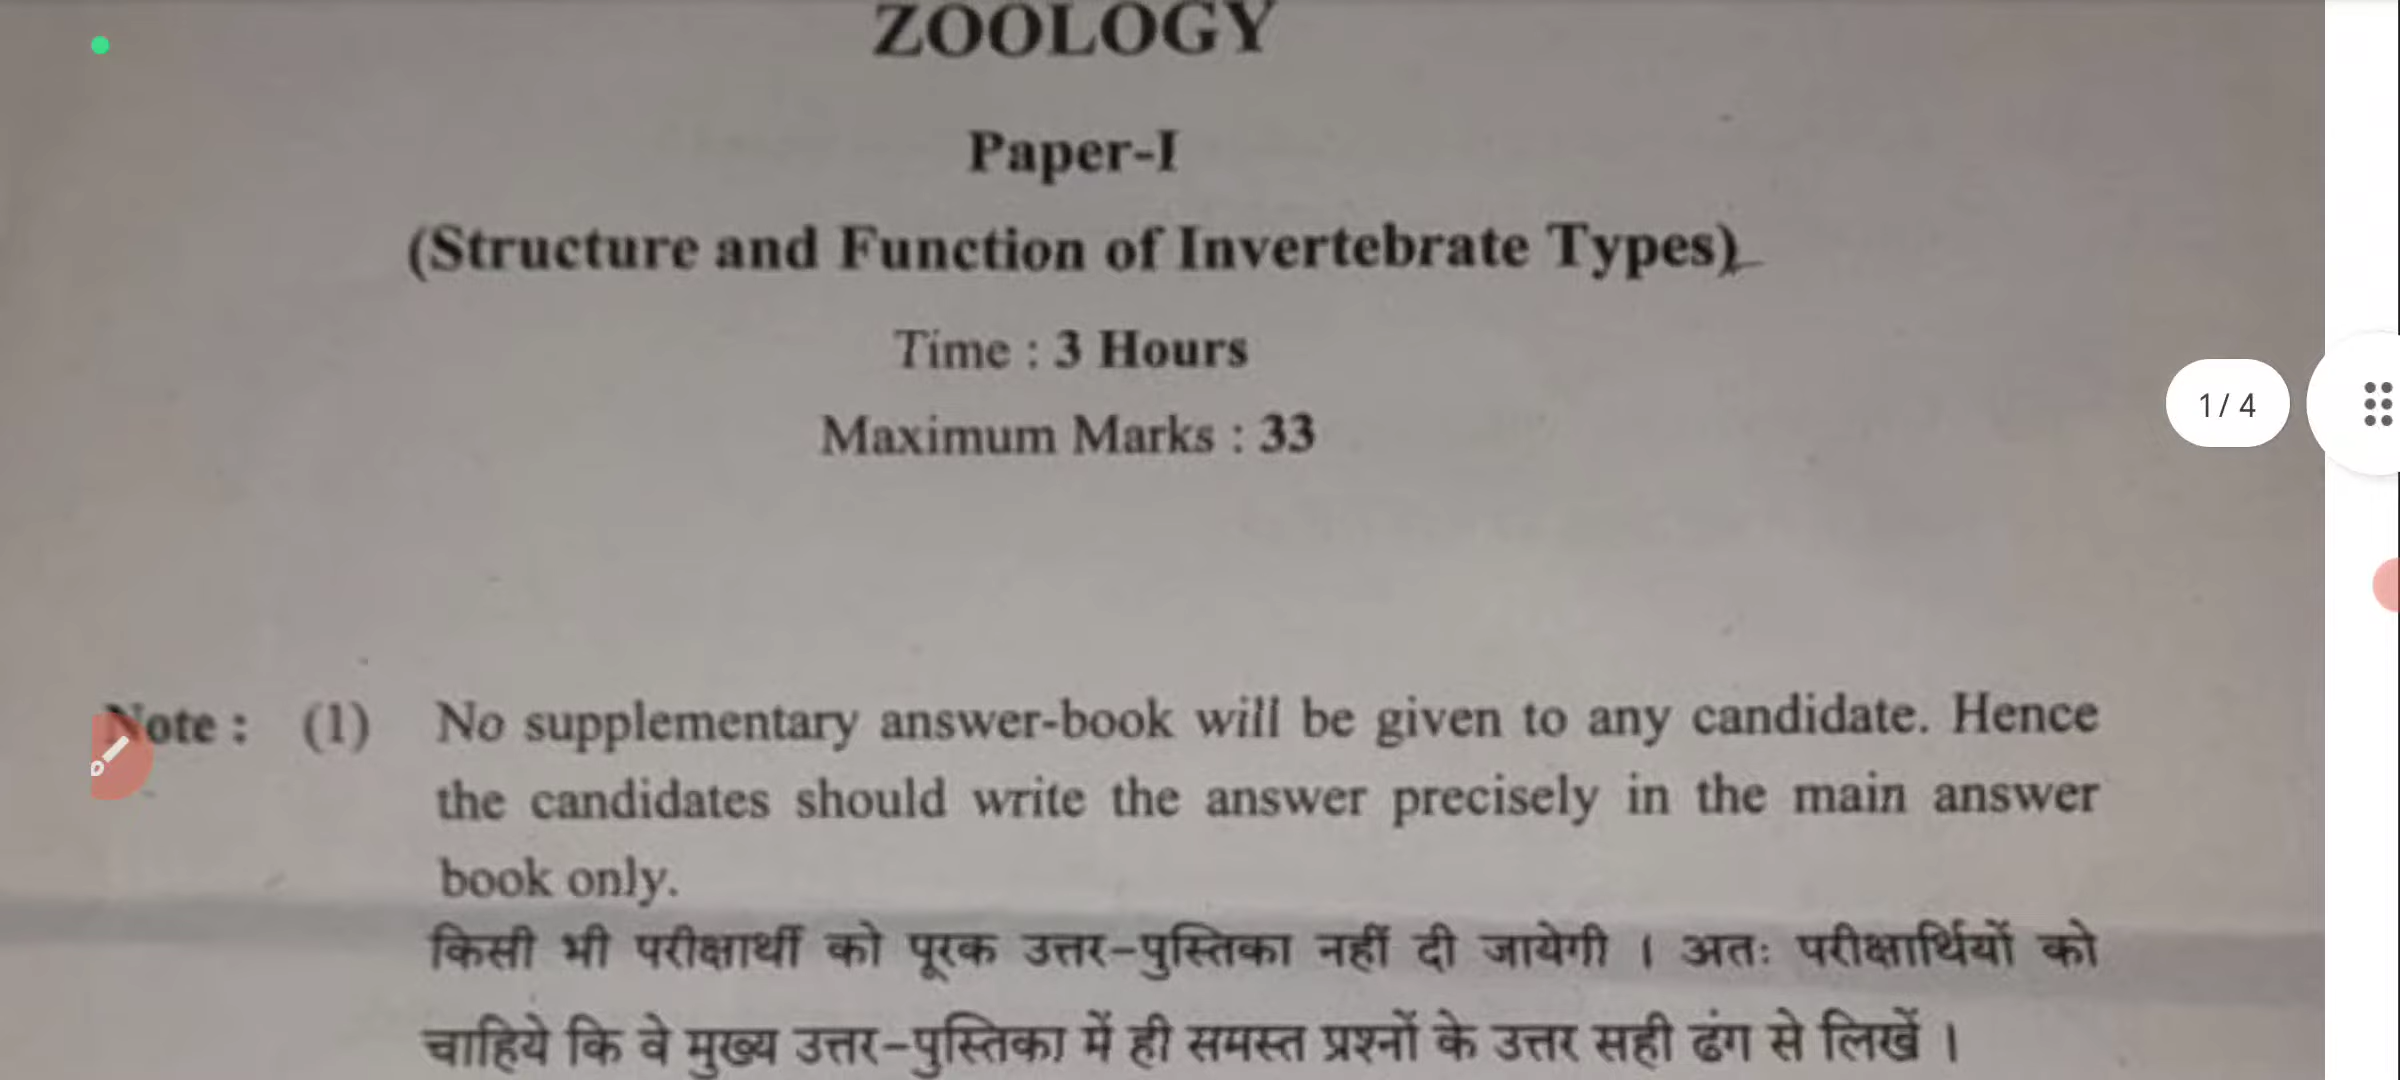 ZOOLOGY
Paper-I
(Structure and Function of Invertebrate Types)
Time : 3 Hours
Maximum Marks : 33
1 / 4
Note : (1) No supplementary answer-book will be given to any candidate. Hence
the candidates should write the answer precisely in the main answer
book only.
किसी भी परीक्षार्थी को पूरक उत्तर-पुस्तिका नहीं दी जायेगी । अतः परीक्षार्थियों को
चाहिये कि वे मुख्य उत्तर-पुस्तिका में ही समस्त प्रश्नों के उत्तर सही ढंग से लिखें ।